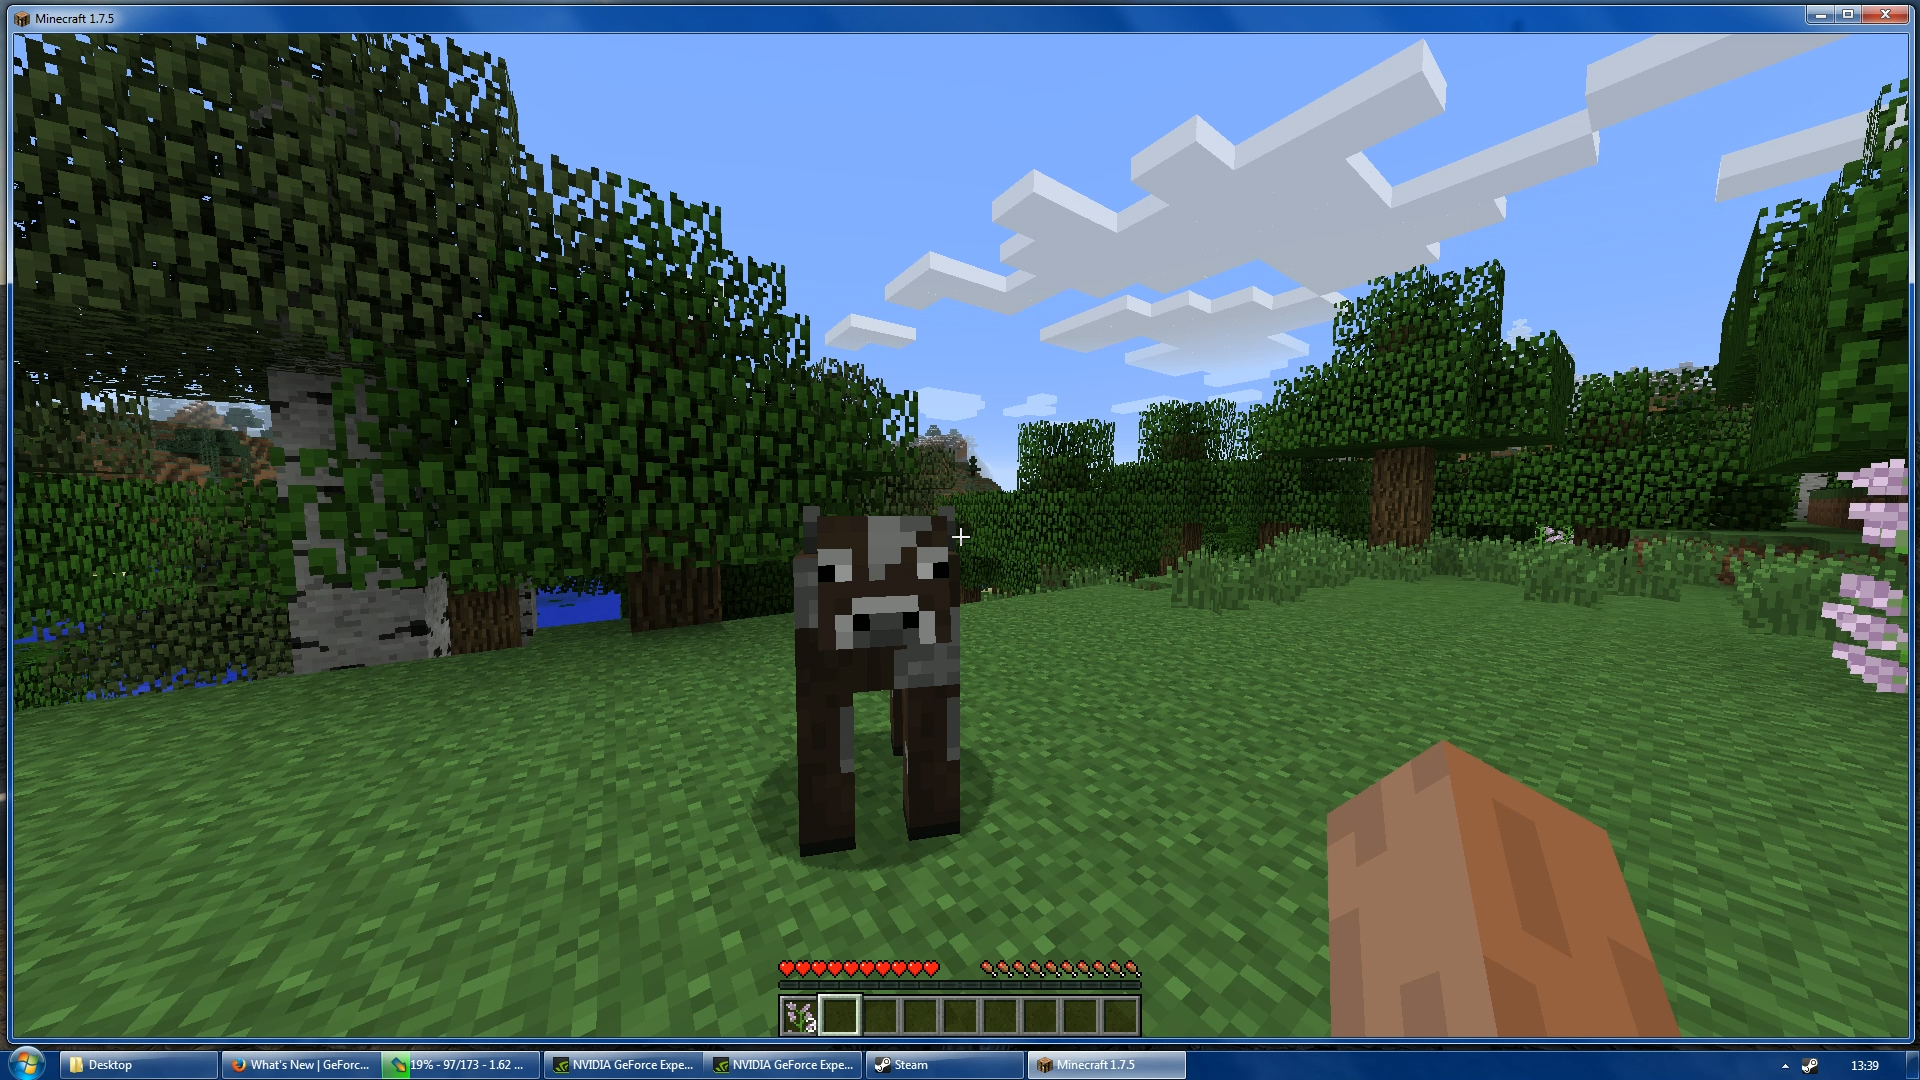 Minecraft 1.7.5
Desktop
What's New | GeForc...
19% - 97/173 - 1.62 ...
NVIDIA GeForce Expe...
NVIDIA GeForce Expe...
Steam
Minecraft 1.7.5
13:39